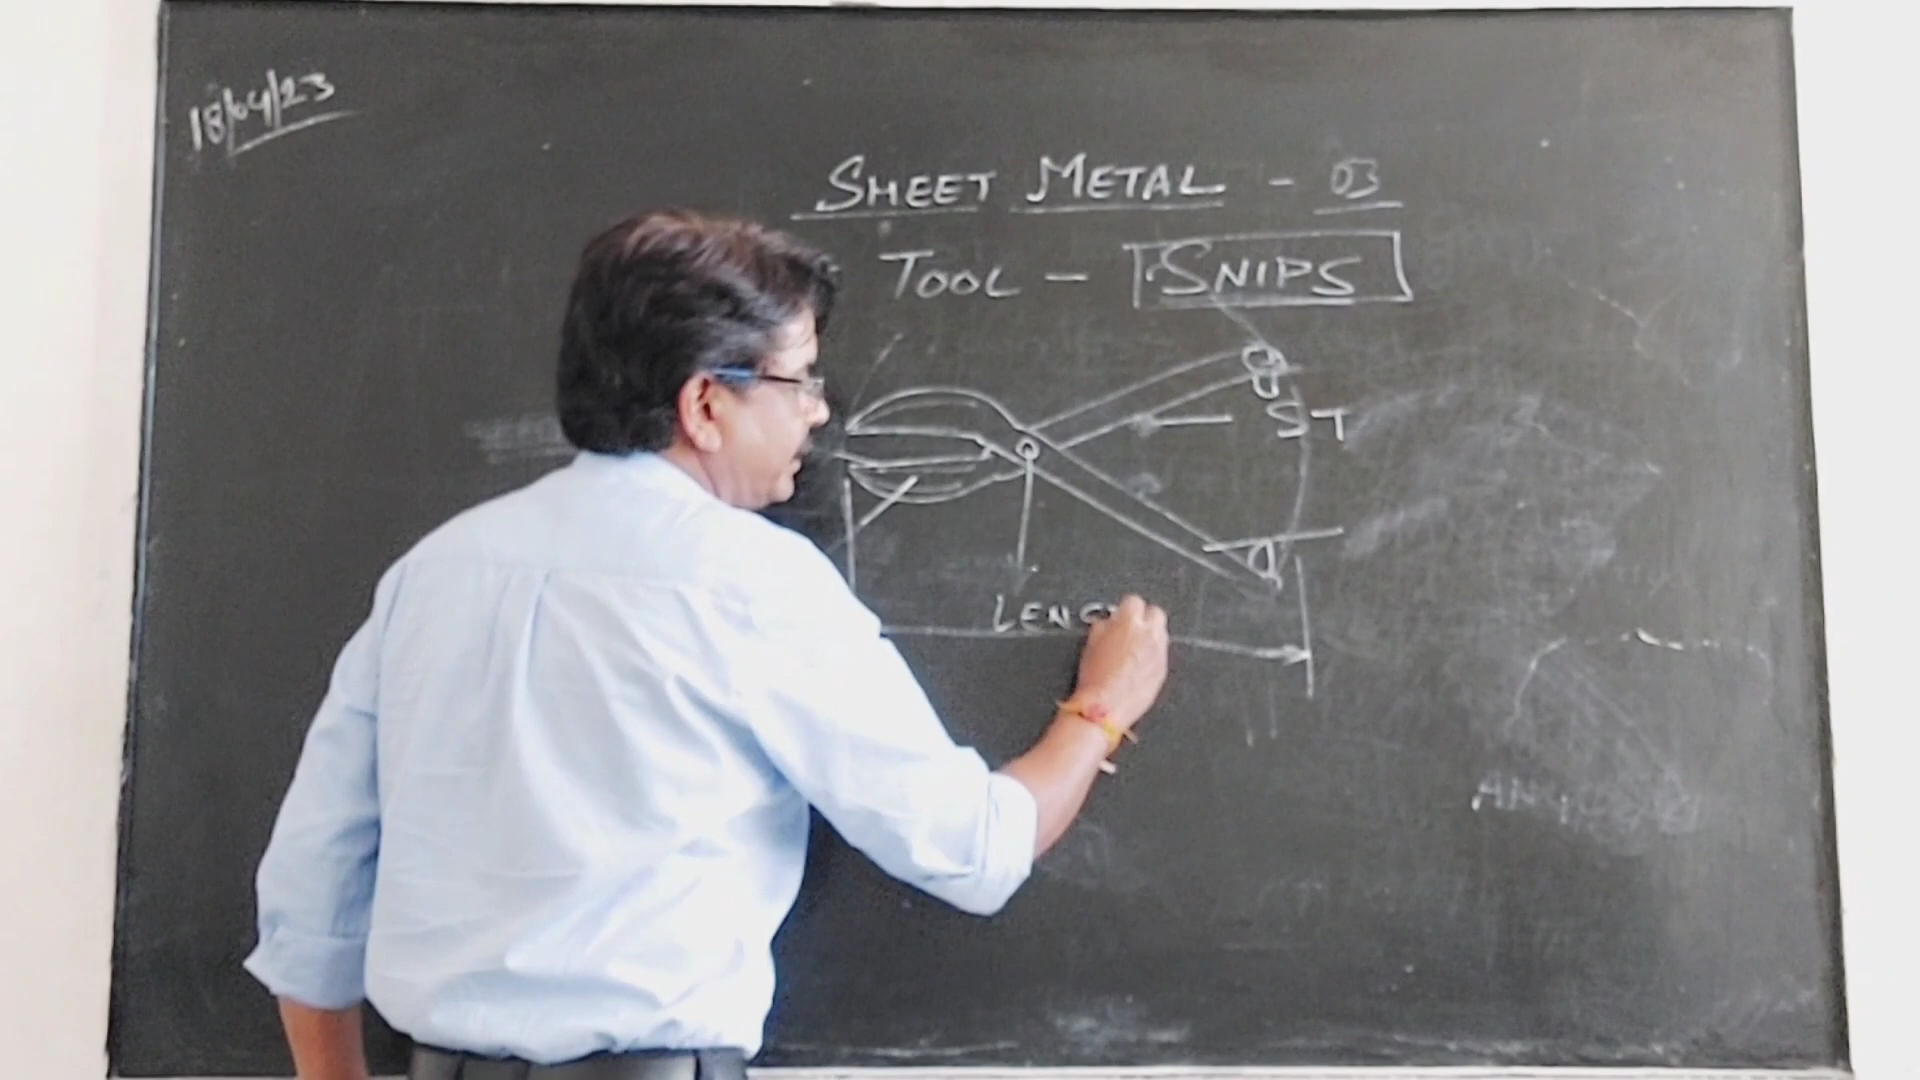 18/04/23
SHEET METAL - 03
TOOL - SNIPS
ST
LENG